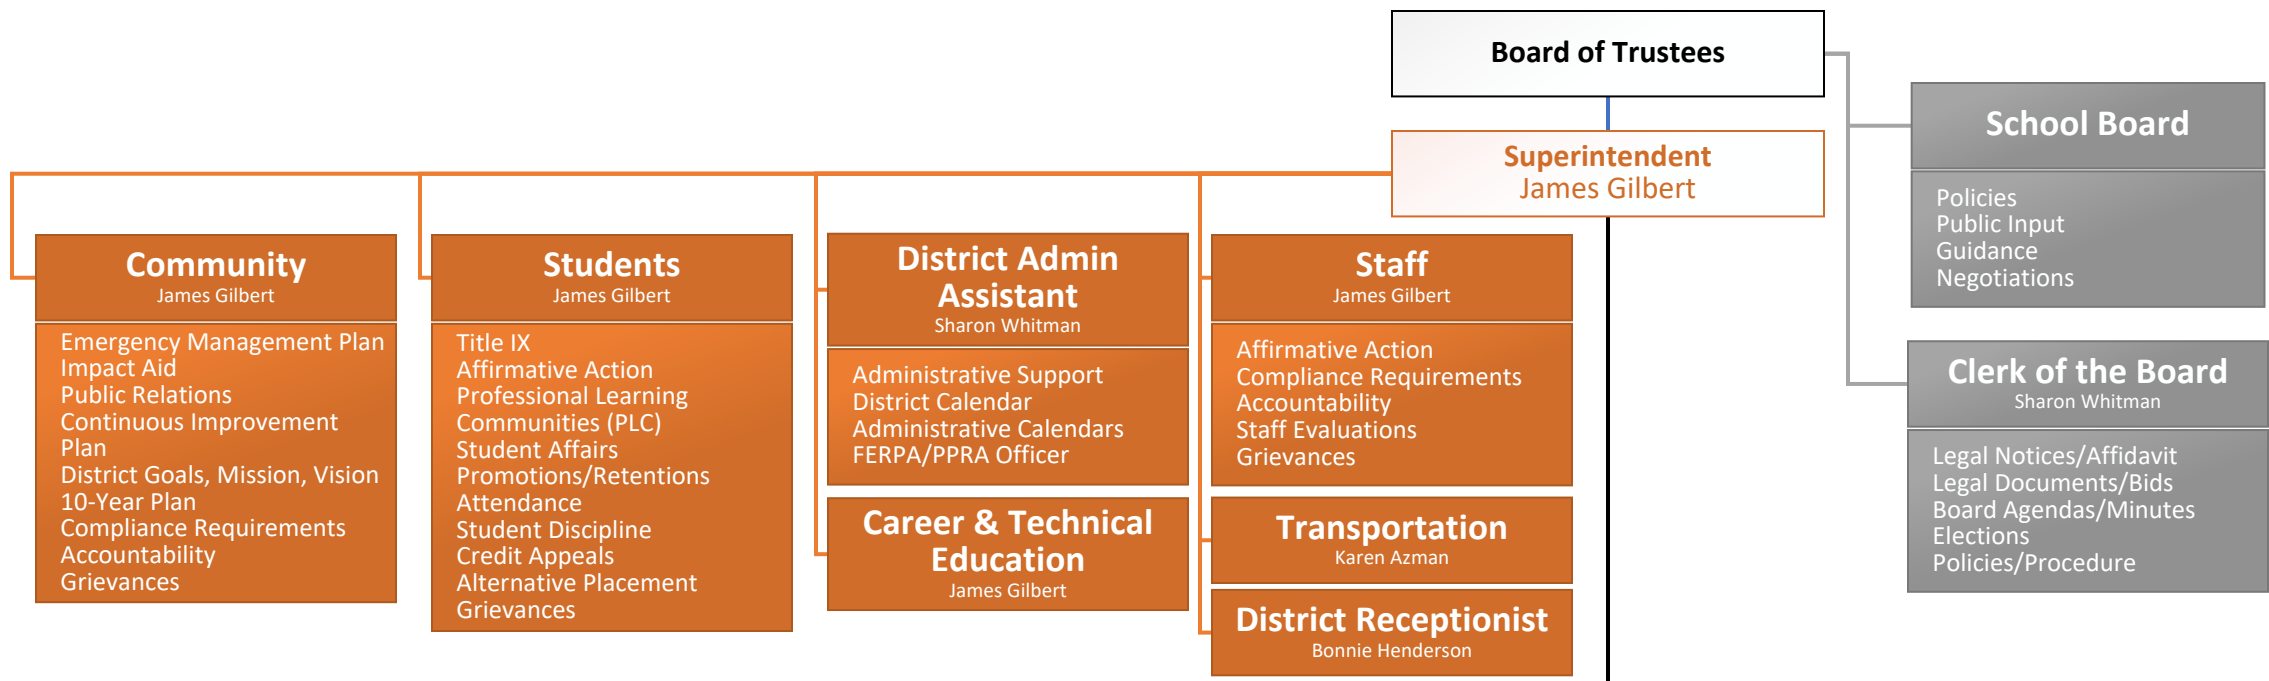 Board of Trustees
Superintendent
James Gilbert
School Board
Policies
Public Input
Guidance
Negotiations
Community
James Gilbert
Emergency Management Plan
Impact Aid
Public Relations
Continuous Improvement
Plan
District Goals, Mission, Vision
10-Year Plan
Compliance Requirements
Accountability
Grievances
Students
James Gilbert
Title IX
Affirmative Action
Professional Learning
Communities (PLC)
Student Affairs
Promotions/Retentions
Attendance
Student Discipline
Credit Appeals
Alternative Placement
Grievances
District Admin
Assistant
Sharon Whitman
Administrative Support
District Calendar
Administrative Calendars
FERPA/PPRA Officer
Career & Technical
Education
James Gilbert
Staff
James Gilbert
Affirmative Action
Compliance Requirements
Accountability
Staff Evaluations
Grievances
Transportation
Karen Azman
District Receptionist
Bonnie Henderson
Clerk of the Board
Sharon Whitman
Legal Notices/Affidavit
Legal Documents/Bids
Board Agendas/Minutes
Elections
Policies/Procedure